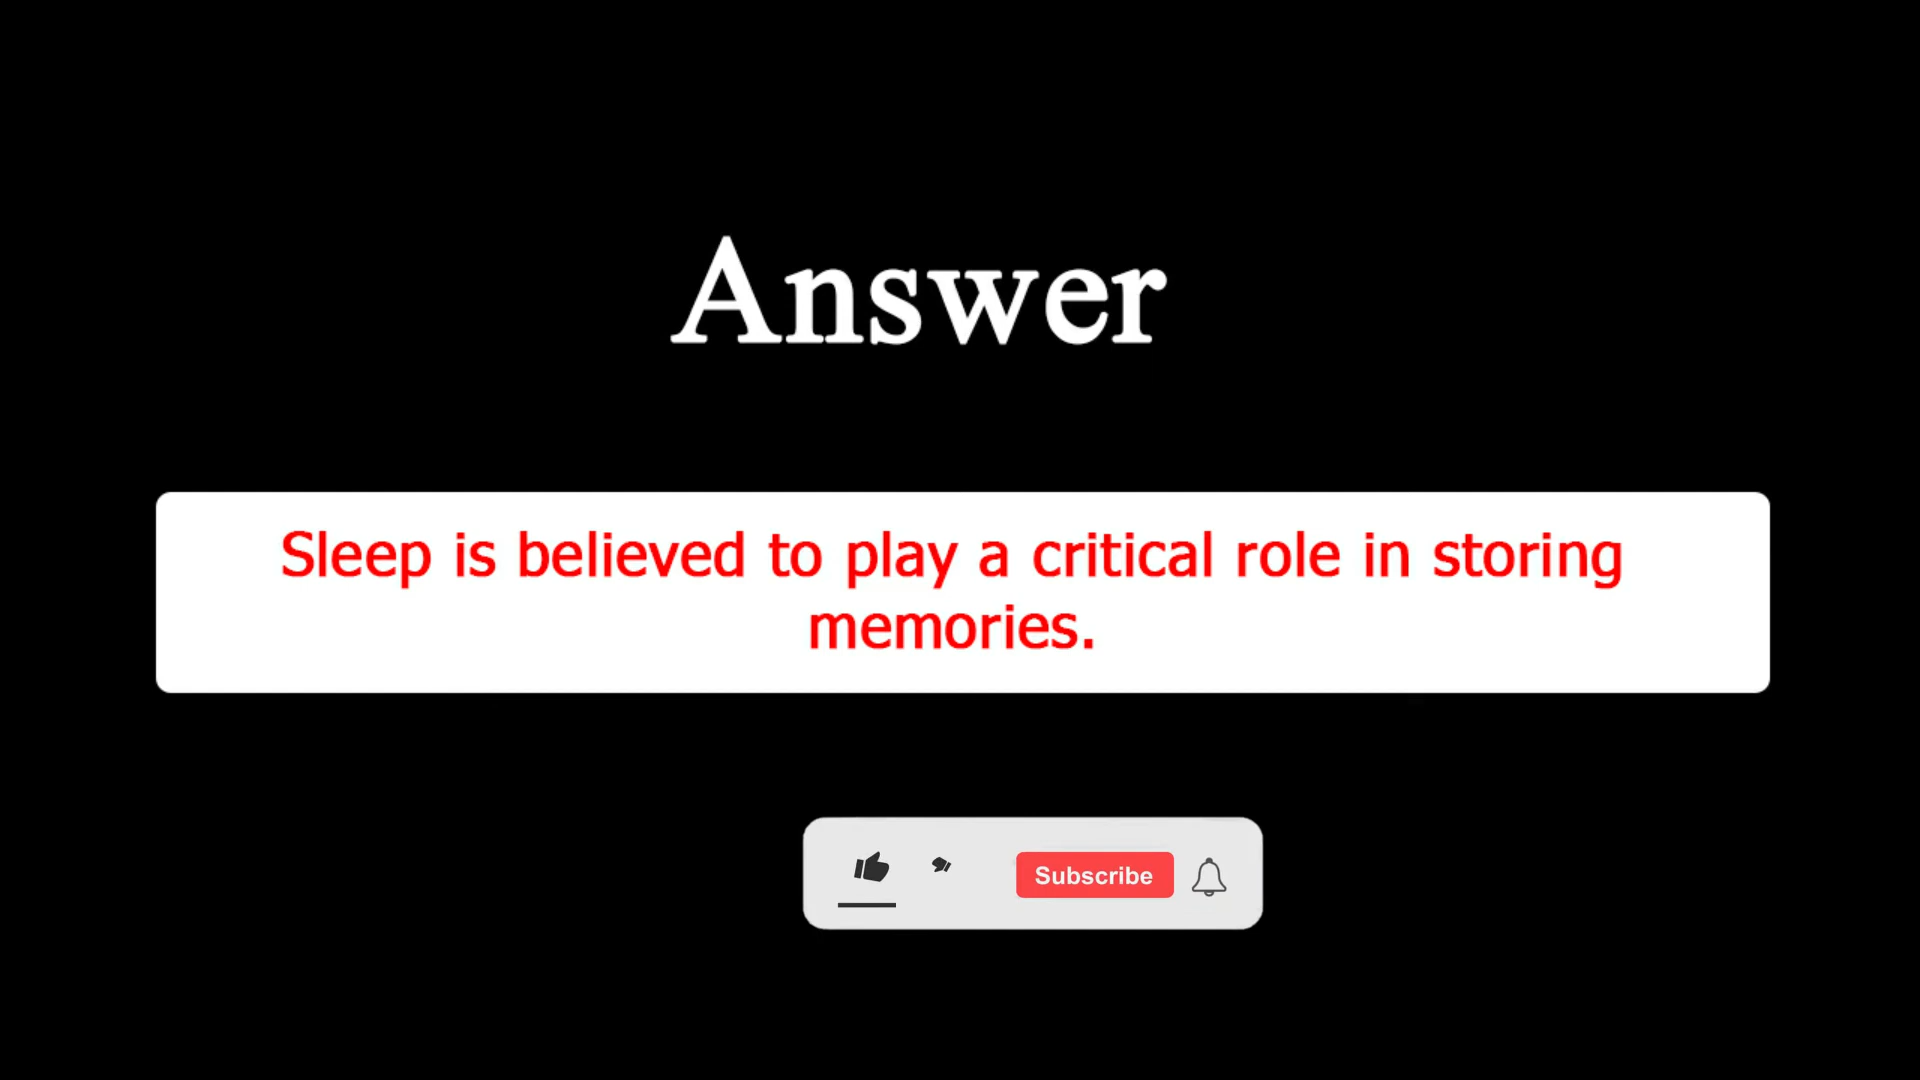 Answer
Sleep is believed to play a critical role in storing
memories.
Subscribe